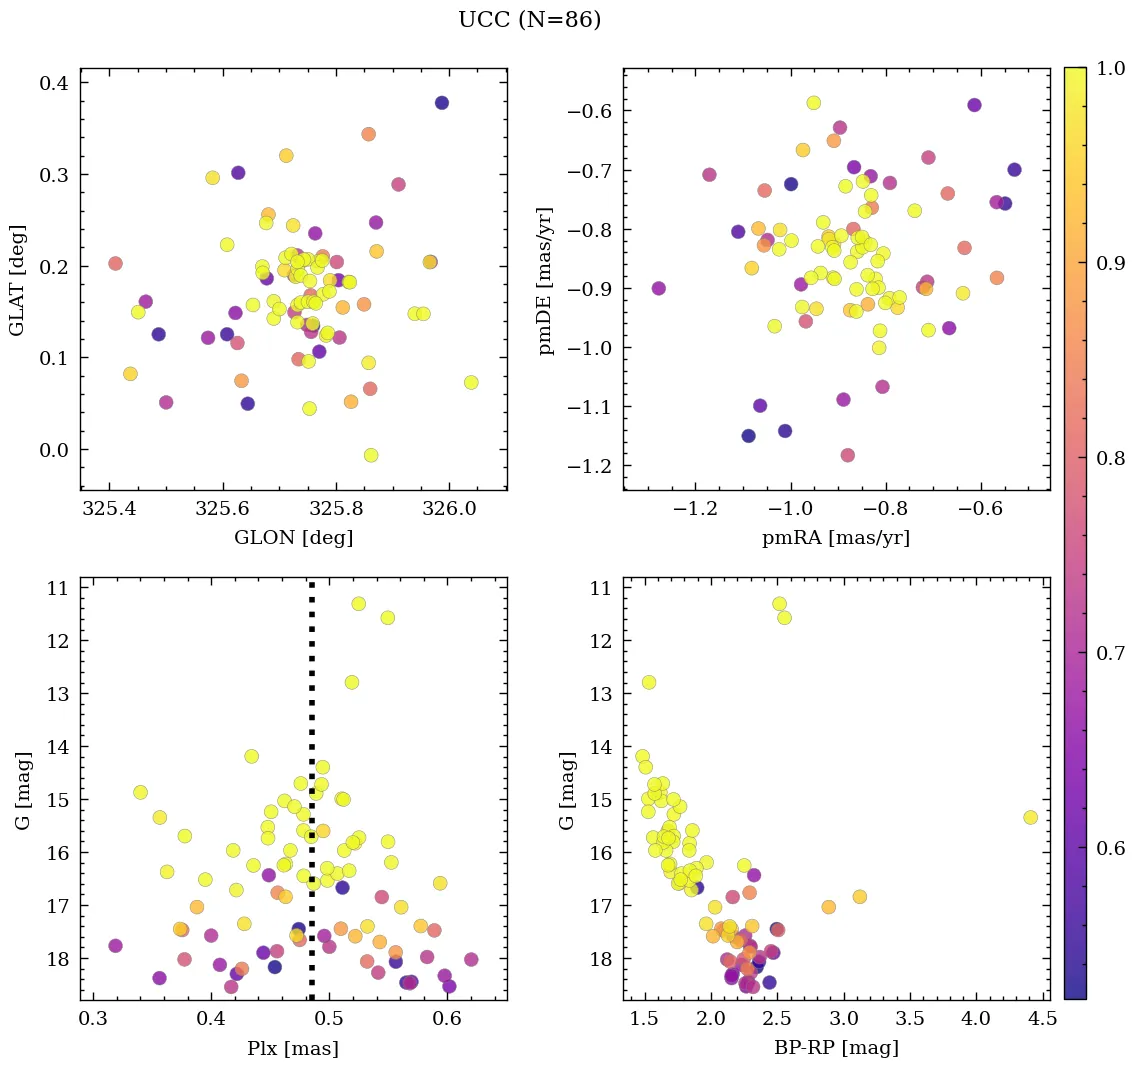 UCC (N=86)
0.4
0.3
0.2
0.1
0.0
GLAT [deg]
325.4 325.6 325.8 326.0
GLON [deg]
−0.6
−0.7
−0.8
−0.9
−1.0
−1.1
−1.2
pmDE [mas/yr]
−1.2 −1.0 −0.8 −0.6
pmRA [mas/yr]
1.0
0.9
0.8
0.7
0.6
11
12
13
14
15
16
17
18
G [mag]
0.3 0.4 0.5 0.6
Plx [mas]
11
12
13
14
15
16
17
18
G [mag]
1.5 2.0 2.5 3.0 3.5 4.0 4.5
BP-RP [mag]